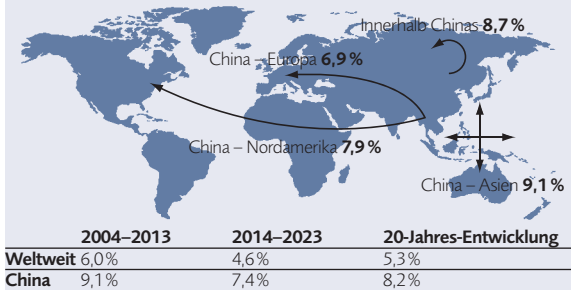 Innerhalb Chinas 8,7 %
China – Europa 6,9 %
China – Nordamerika 7,9 %
China – Asien 9,1 %
2004–2013 2014–2023 20-Jahres-Entwicklung
Weltweit 6,0 % 4,6 % 5,3 %
China 9,1 % 7,4 % 8,2 %